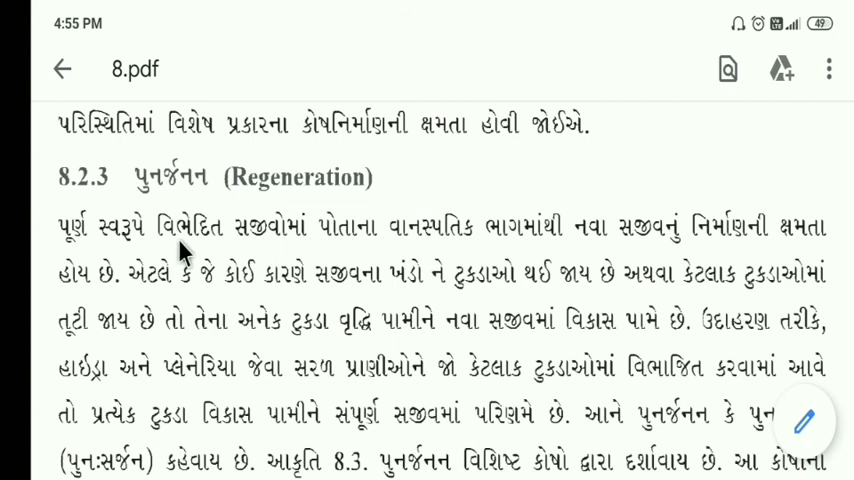 4:55 PM
49
8.pdf
પરિસ્થિતિમાં વિશેષ પ્રકારના કોષનિર્માણની ક્ષમતા હોવી જોઈએ.
8.2.3 પુનર્જનન (Regeneration)
પૂર્ણ સ્વરૂપે વિભેદિત સજીવોમાં પોતાના વાનસ્પતિક ભાગમાંથી નવા સજીવનું નિર્માણની ક્ષમતા
હોય છે. એટલે કે જે કોઈ કારણે સજીવના ખંડો ને ટુકડાઓ થઈ જાય છે અથવા કેટલાક ટુકડાઓમાં
તૂટી જાય છે તો તેના અનેક ટુકડા વૃદ્ધિ પામીને નવા સજીવમાં વિકાસ પામે છે. ઉદાહરણ તરીકે,
હાઇડ્રા અને પ્લેનેરિયા જેવા સરળ પ્રાણીઓને જો કેટલાક ટુકડાઓમાં વિભાજિત કરવામાં આવે
તો પ્રત્યેક ટુકડા વિકાસ પામીને સંપૂર્ણ સજીવમાં પરિણમે છે. આને પુનર્જનન કે
(પુનઃસર્જન) કહેવાય છે. આકૃતિ 8.3. પુનર્જનન વિશિષ્ટ કોષો દ્વારા દર્શાવાય છે. આ કોષોના